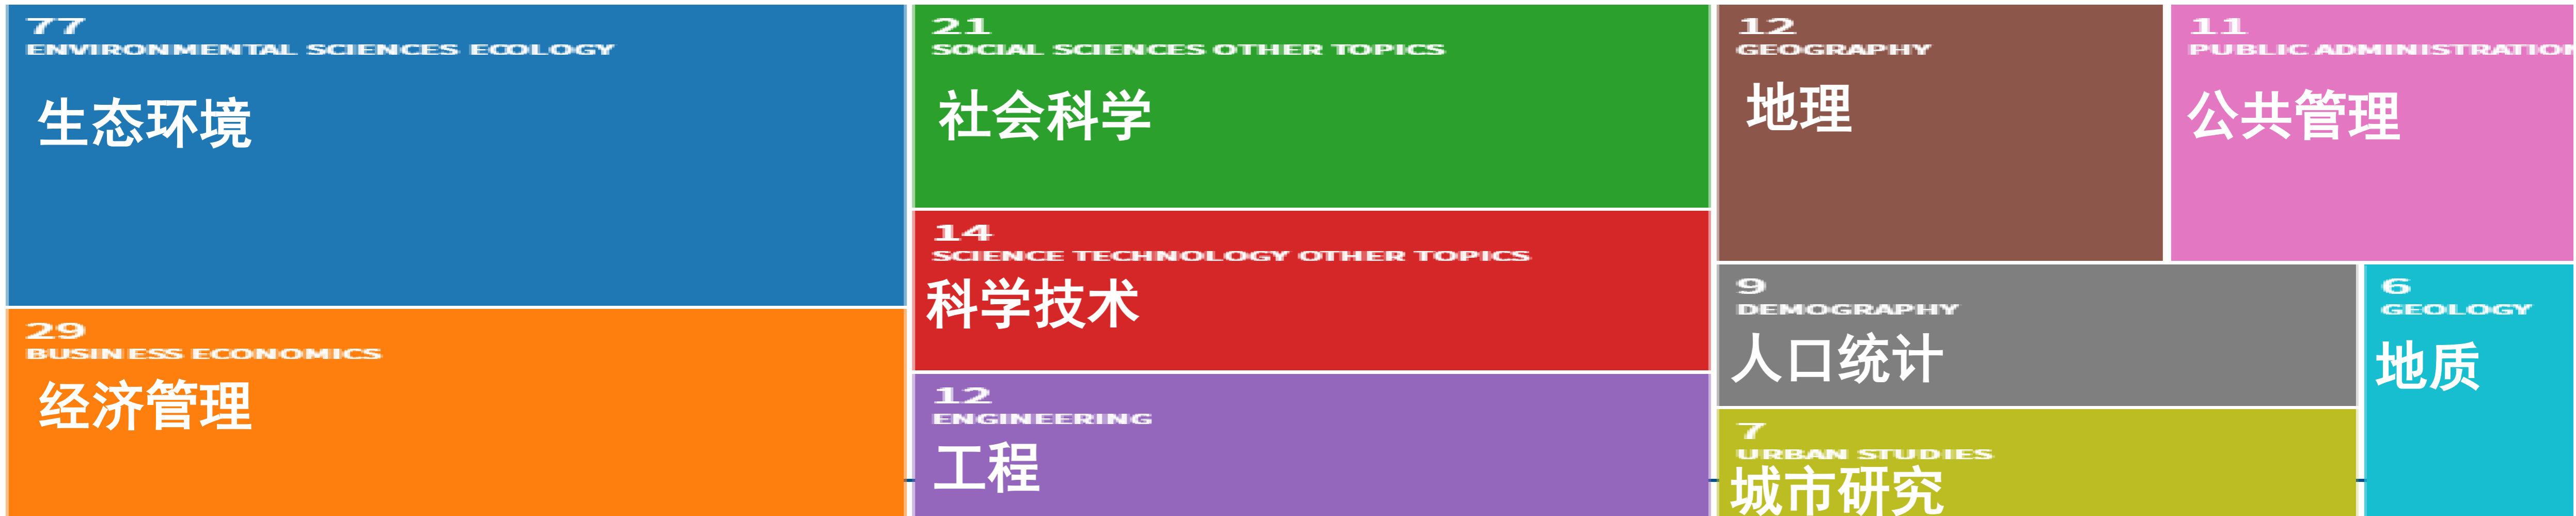 77
ENVIRONMENTAL SCIENCES ECOLOGY
生态环境
29
BUSINESS ECONOMICS
经济管理
21
SOCIAL SCIENCES OTHER TOPICS
社会科学
14
SCIENCE TECHNOLOGY OTHER TOPICS
科学技术
12
ENGINEERING
工程
12
GEOGRAPHY
地理
11
PUBLIC ADMINISTRATION
公共管理
9
DEMOGRAPHY
人口统计
7
URBAN STUDIES
城市研究
6
GEOLOGY
地质